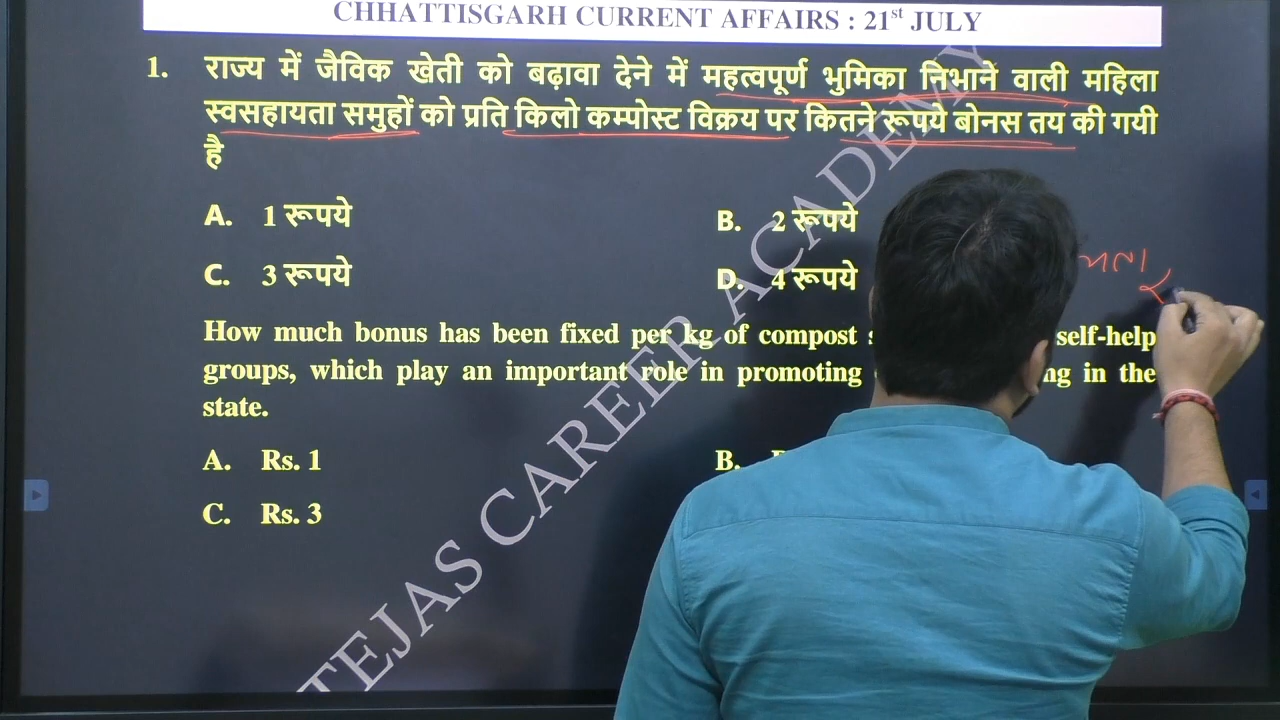 CHHATTISGARH CURRENT AFFAIRS : 21st JULY
1. राज्य में जैविक खेती को बढ़ावा देने में महत्वपूर्ण भुमिका निभाने वाली महिला
स्वसहायता समुहों को प्रति किलो कम्पोस्ट विक्रय पर कितने रूपये बोनस तय की गयी
है
A. 1 रूपये B. 2 रूपये
C. 3 रूपये D. 4 रूपये
How much bonus has been fixed per kg of compost self-help
groups, which play an important role in promoting in the
state.
A. Rs. 1 B.
C. Rs. 3
TEJAS CAREER ACADEMY